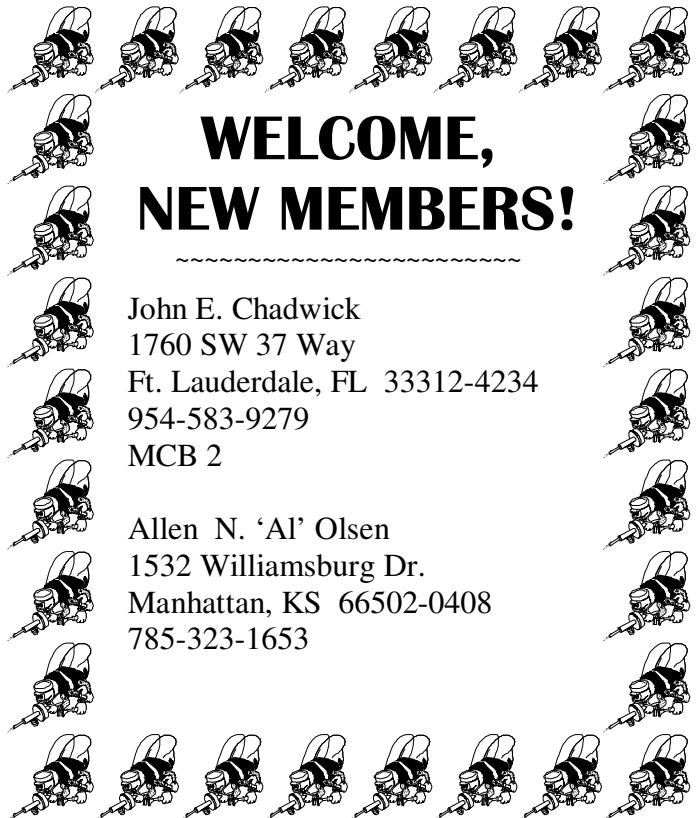 WELCOME,
NEW MEMBERS!
~~~~~~~~~~~~~~~~~~~~~~~~
John E. Chadwick
1760 SW 37 Way
Ft. Lauderdale, FL  33312-4234
954-583-9279
MCB 2
Allen  N. ‘Al’ Olsen
1532 Williamsburg Dr.
Manhattan, KS  66502-0408
785-323-1653